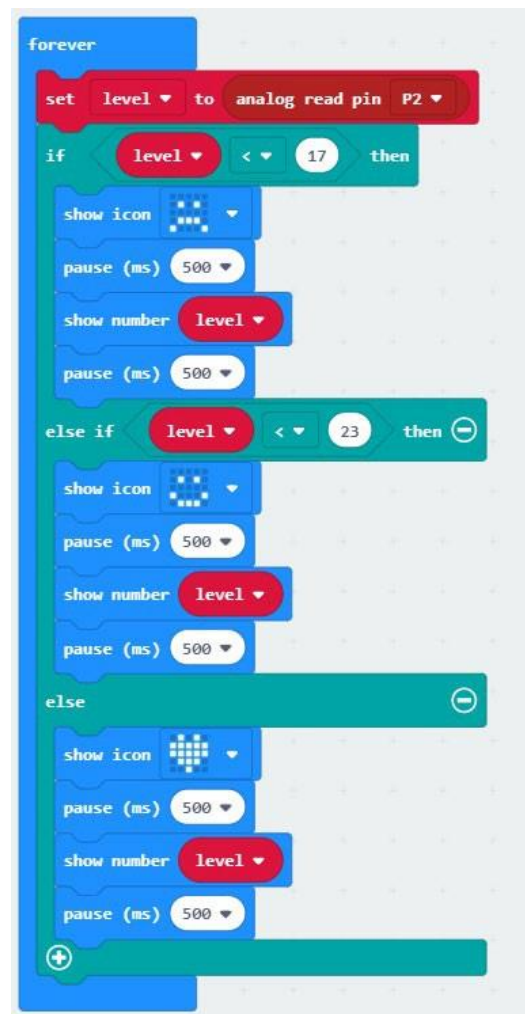 forever
set level to analog read pin P2
if level < 17 then
show icon
pause (ms) 500
show number level
pause (ms) 500
else if level < 23 then
show icon
pause (ms) 500
show number level
pause (ms) 500
else
show icon
pause (ms) 500
show number level
pause (ms) 500